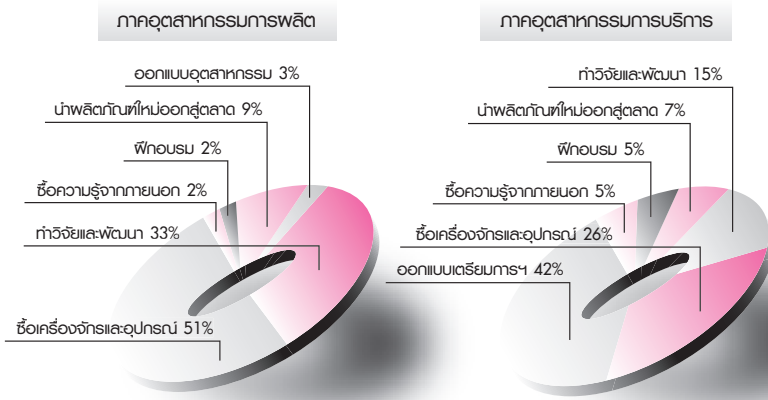 ภาคอุตสาหกรรมการผลิต
ออกแบบอุตสาหกรรม 3%
นำผลิตภัณฑ์ใหม่ออกสู่ตลาด 9%
ฝึกอบรม 2%
ซื้อความรู้จากภายนอก 2%
ทำวิจัยและพัฒนา 33%
ซื้อเครื่องจักรและอุปกรณ์ 51%
ภาคอุตสาหกรรมการบริการ
ทำวิจัยและพัฒนา 15%
นำผลิตภัณฑ์ใหม่ออกสู่ตลาด 7%
ฝึกอบรม 5%
ซื้อความรู้จากภายนอก 5%
ซื้อเครื่องจักรและอุปกรณ์ 26%
ออกแบบเตรียมการฯ 42%